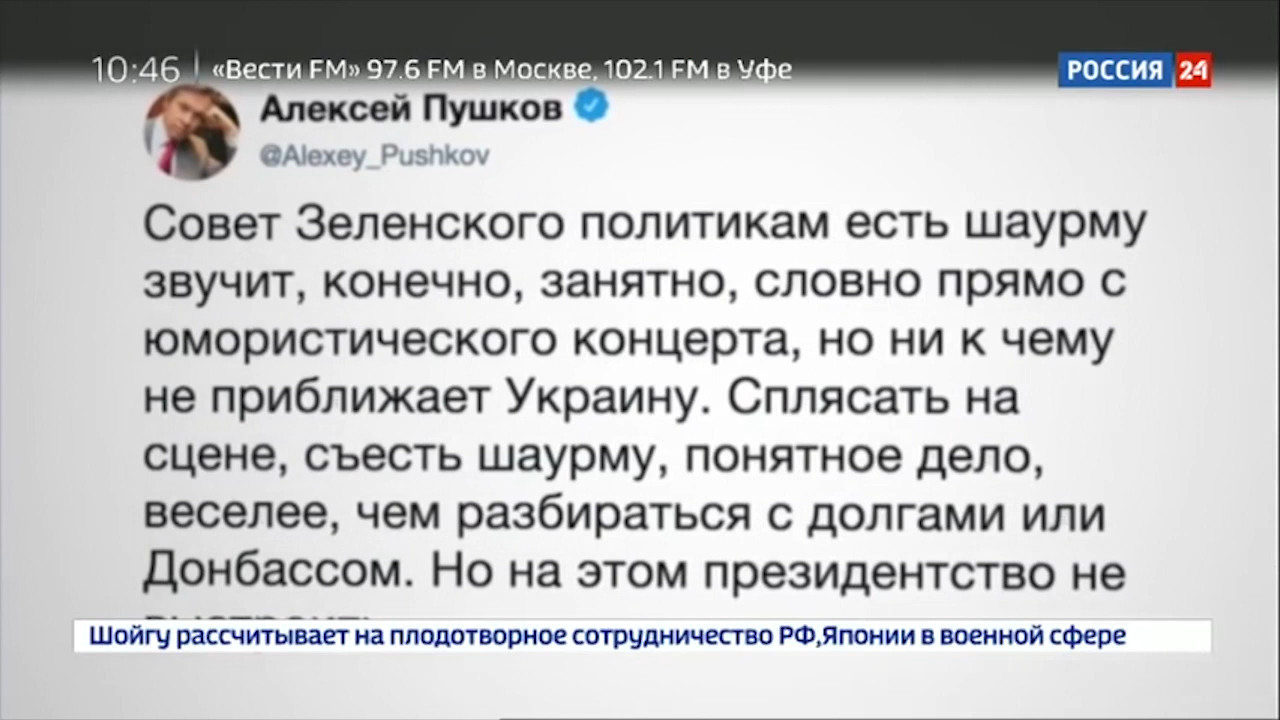 10:46 «Вести FM» 97.6 FM в Москве, 102.1 FM в Уфе
РОССИЯ 24
Алексей Пушков
@Alexey_Pushkov
Совет Зеленского политикам есть шаурму
звучит, конечно, занятно, словно прямо с
юмористического концерта, но ни к чему
не приближает Украину. Сплясать на
сцене, съесть шаурму, понятное дело,
веселее, чем разбираться с долгами или
Донбассом. Но на этом президентство не
Шойгу рассчитывает на плодотворное сотрудничество РФ,Японии в военной сфере